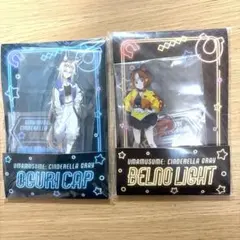 UMAMUSUME: CINDERELLA GRAY
OGURI CAP
UMAMUSUME: CINDERELLA GRAY
BELNO LIGHT